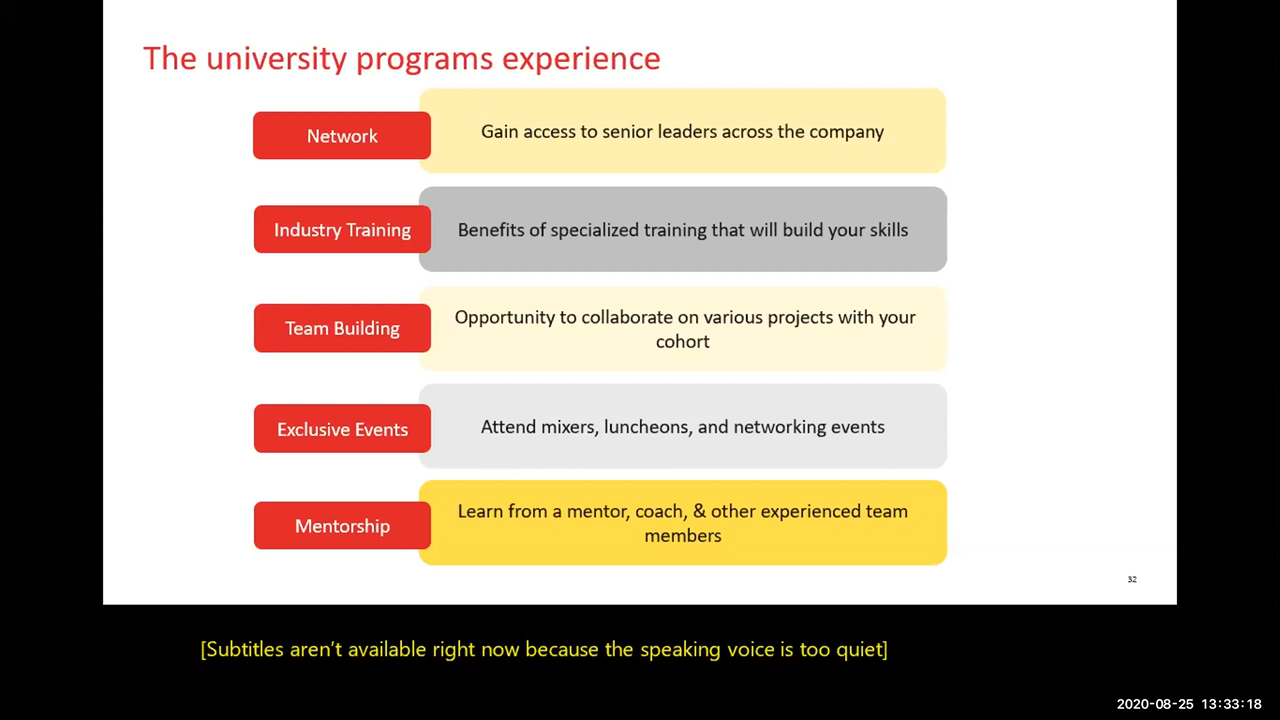 The university programs experience
Network
Gain access to senior leaders across the company
Industry Training
Benefits of specialized training that will build your skills
Team Building
Opportunity to collaborate on various projects with your
cohort
Exclusive Events
Attend mixers, luncheons, and networking events
Mentorship
Learn from a mentor, coach, & other experienced team
members
32
[Subtitles aren't available right now because the speaking voice is too quiet]
2020-08-25 13:33:18